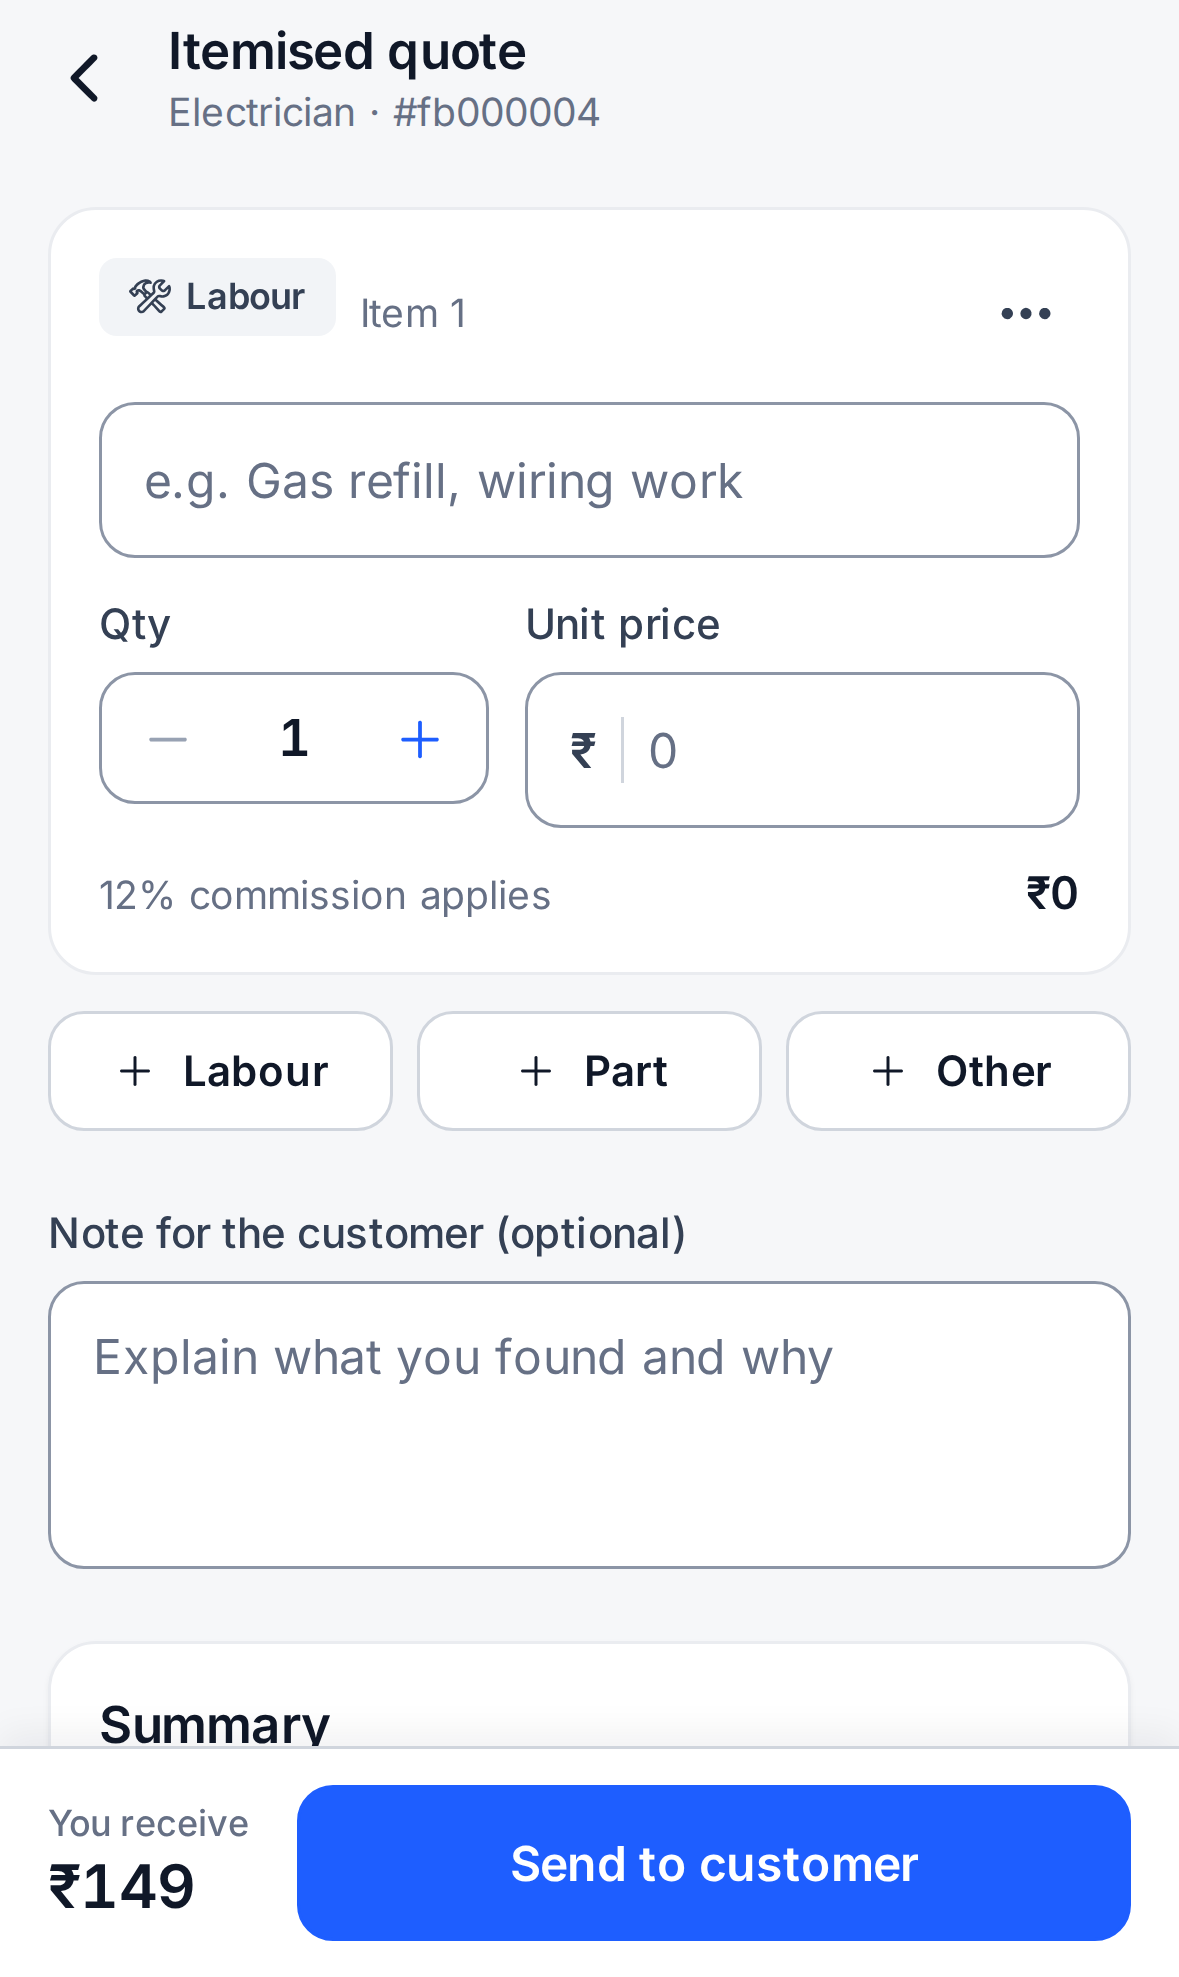 Itemised quote
Electrician · #fb000004
Labour
Item 1
e.g. Gas refill, wiring work
Qty
Unit price
1
₹ 0
12% commission applies
₹0
Labour
Part
Other
Note for the customer (optional)
Explain what you found and why
Summary
You receive
₹149
Send to customer